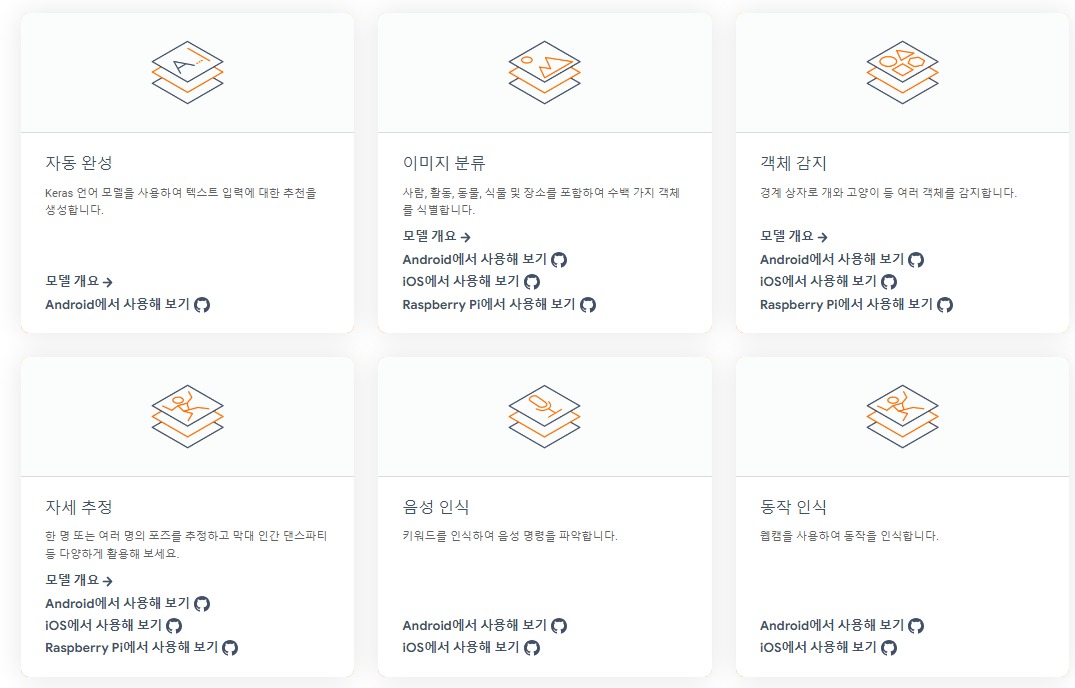 자동 완성
Keras 언어 모델을 사용하여 텍스트 입력에 대한 추천을
생성합니다.
모델 개요
Android에서 사용해 보기
이미지 분류
사람, 활동, 동물, 식물 및 장소를 포함하여 수백 가지 객체
를 식별합니다.
모델 개요
Android에서 사용해 보기
iOS에서 사용해 보기
Raspberry Pi에서 사용해 보기
객체 감지
경계 상자로 개와 고양이 등 여러 객체를 감지합니다.
모델 개요
Android에서 사용해 보기
iOS에서 사용해 보기
Raspberry Pi에서 사용해 보기
자세 추정
한 명 또는 여러 명의 포즈를 추정하고 막대 인간 댄스파티
등 다양하게 활용해 보세요.
모델 개요
Android에서 사용해 보기
iOS에서 사용해 보기
Raspberry Pi에서 사용해 보기
음성 인식
키워드를 인식하여 음성 명령을 파악합니다.
Android에서 사용해 보기
iOS에서 사용해 보기
동작 인식
웹캠을 사용하여 동작을 인식합니다.
Android에서 사용해 보기
iOS에서 사용해 보기